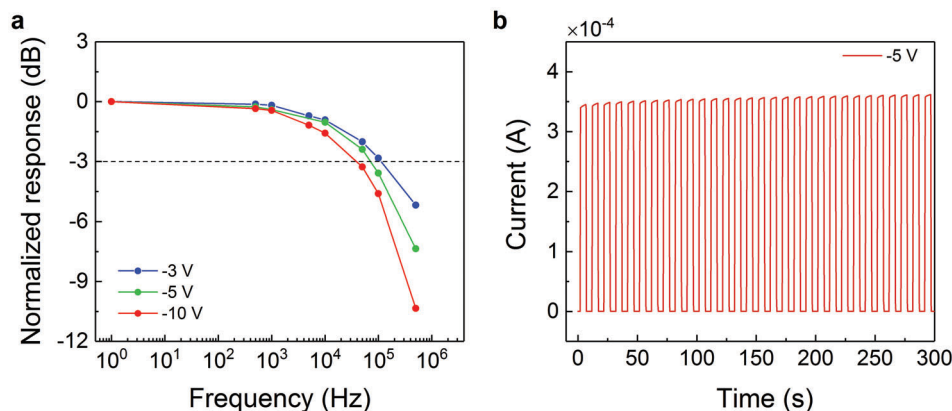 a
Normalized response (dB)
3
0
-3
-6
-9
-12
-3 V
-5 V
-10 V
10⁰ 10¹ 10² 10³ 10⁴ 10⁵ 10⁶
Frequency (Hz)
b
×10⁻⁴
Current (A)
4
3
2
1
0
-5 V
0 50 100 150 200 250 300
Time (s)